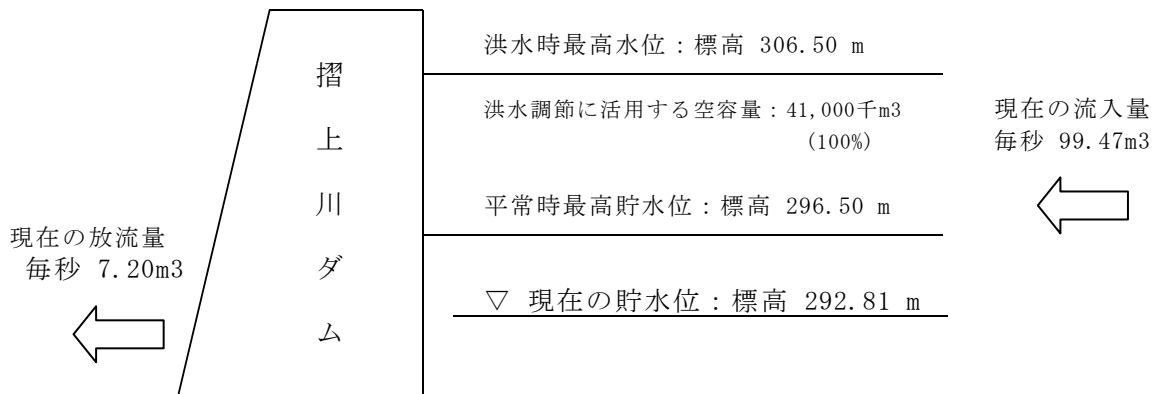 洪水時最高水位：標高 306.50 m
摺上川ダム
洪水調節に活用する空容量：41,000千m3
(100%)
現在の流入量
毎秒 99.47m3
平常時最高貯水位：標高 296.50 m
現在の放流量
毎秒 7.20m3
▽ 現在の貯水位：標高 292.81 m